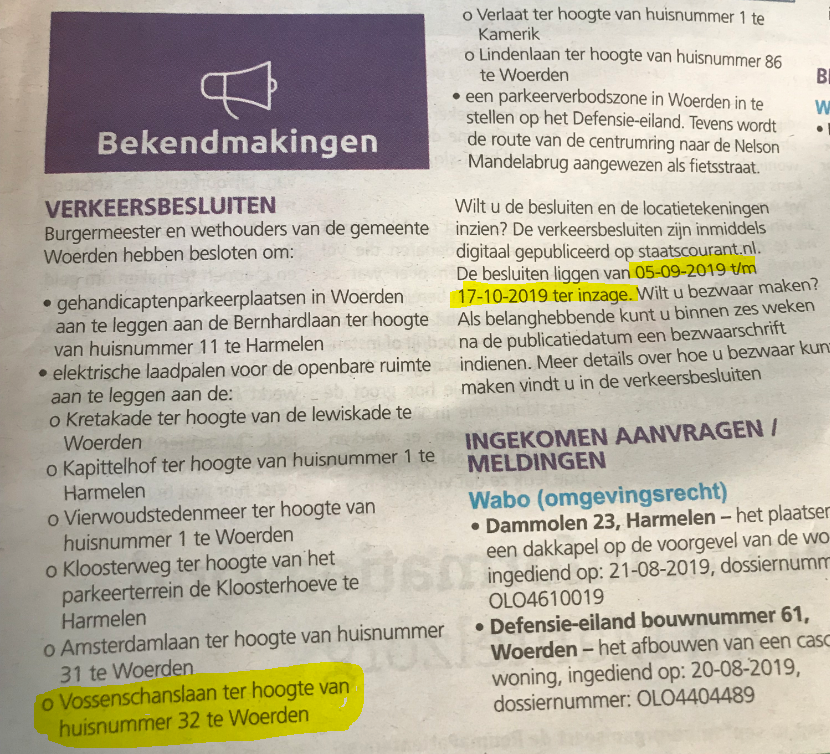 Bekendmakingen
VERKEERSBESLUITEN
Burgermeester en wethouders van de gemeente
Woerden hebben besloten om:
• gehandicaptenparkeerplaatsen in Woerden
aan te leggen aan de Bernhardlaan ter hoogte
van huisnummer 11 te Harmelen
• elektrische laadpalen voor de openbare ruimte
aan te leggen aan de:
o Kretakade ter hoogte van de lewiskade te
Woerden
o Kapittelhof ter hoogte van huisnummer 1 te
Harmelen
o Vierwoudstedenmeer ter hoogte van
huisnummer 1 te Woerden
o Kloosterweg ter hoogte van het
parkeerterrein de Kloosterhoeve te
Harmelen
o Amsterdamlaan ter hoogte van huisnummer
31 te Woerden
o Vossenschanslaan ter hoogte van
huisnummer 32 te Woerden
o Verlaat ter hoogte van huisnummer 1 te
Kamerik
o Lindenlaan ter hoogte van huisnummer 86
te Woerden
• een parkeerverbodszone in Woerden in te
stellen op het Defensie-eiland. Tevens wordt
de route van de centrumring naar de Nelson
Mandelabrug aangewezen als fietsstraat.
Wilt u de besluiten en de locatietekeningen
inzien? De verkeersbesluiten zijn inmiddels
digitaal gepubliceerd op staatscourant.nl.
De besluiten liggen van 05-09-2019 t/m
17-10-2019 ter inzage. Wilt u bezwaar maken?
Als belanghebbende kunt u binnen zes weken
na de publicatiedatum een bezwaarschrift
indienen. Meer details over hoe u bezwaar kun
maken vindt u in de verkeersbesluiten
INGEKOMEN AANVRAGEN /
MELDINGEN
Wabo (omgevingsrecht)
• Dammolen 23, Harmelen – het plaatsen
een dakkapel op de voorgevel van de wo
ingediend op: 21-08-2019, dossiernumm
OLO4610019
• Defensie-eiland bouwnummer 61,
Woerden – het afbouwen van een casc
woning, ingediend op: 20-08-2019,
dossiernummer: OLO4404489